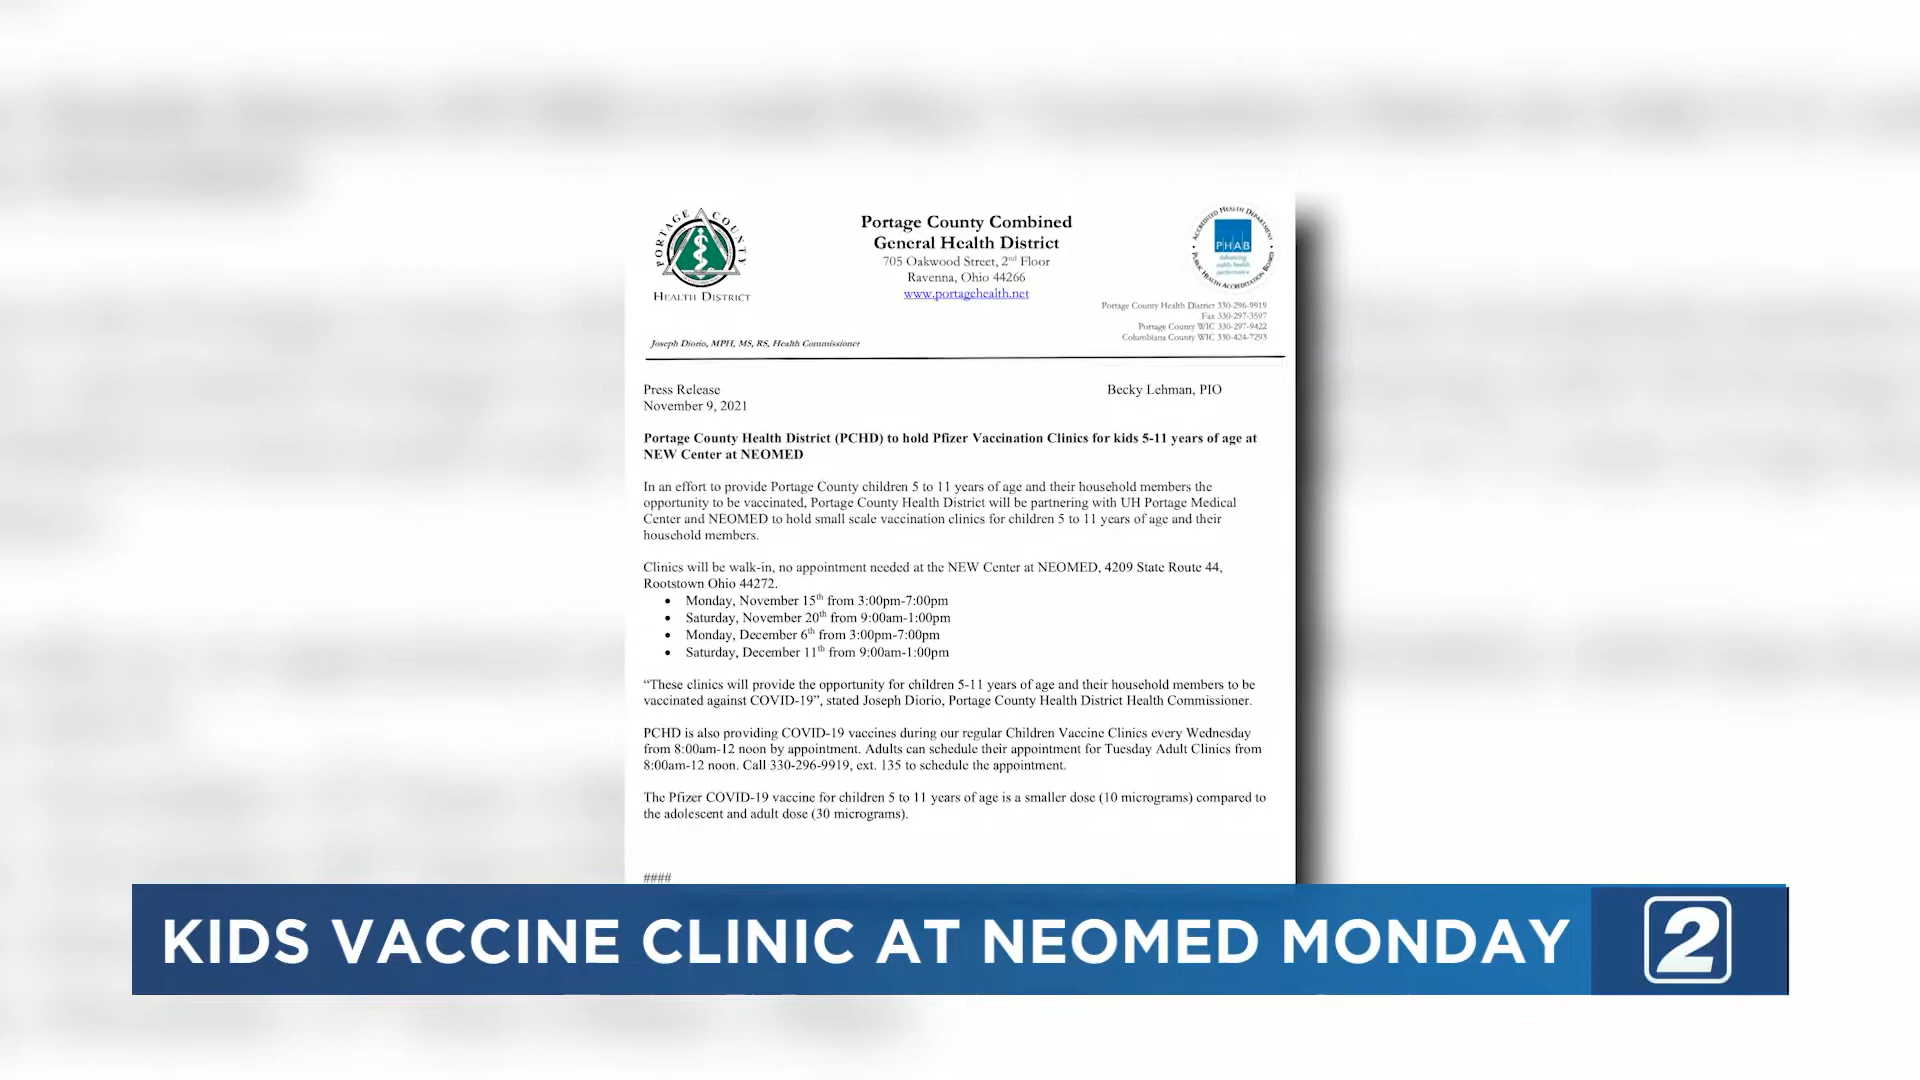 PORTAGE COUNTY
HEALTH DISTRICT
Portage County Combined
General Health District
705 Oakwood Street, 2nd Floor
Ravenna, Ohio 44266
www.portagehealth.net
ACCREDITED HEALTH DEPARTMENT
PHAB
Advancing
public health
performance
PUBLIC HEALTH ACCREDITATION BOARD
Portage County Health District 330-296-9919
Fax 330-297-3597
Portage County WIC 330-297-9422
Columbiana County WIC 330-424-7293
Joseph Diorio, MPH, MS, RS, Health Commissioner
Press Release Becky Lehman, PIO
November 9, 2021
Portage County Health District (PCHD) to hold Pfizer Vaccination Clinics for kids 5-11 years of age at
NEW Center at NEOMED
In an effort to provide Portage County children 5 to 11 years of age and their household members the
opportunity to be vaccinated, Portage County Health District will be partnering with UH Portage Medical
Center and NEOMED to hold small scale vaccination clinics for children 5 to 11 years of age and their
household members.
Clinics will be walk-in, no appointment needed at the NEW Center at NEOMED, 4209 State Route 44,
Rootstown Ohio 44272.
• Monday, November 15th from 3:00pm-7:00pm
• Saturday, November 20th from 9:00am-1:00pm
• Monday, December 6th from 3:00pm-7:00pm
• Saturday, December 11th from 9:00am-1:00pm
“These clinics will provide the opportunity for children 5-11 years of age and their household members to be
vaccinated against COVID-19”, stated Joseph Diorio, Portage County Health District Health Commissioner.
PCHD is also providing COVID-19 vaccines during our regular Children Vaccine Clinics every Wednesday
from 8:00am-12 noon by appointment. Adults can schedule their appointment for Tuesday Adult Clinics from
8:00am-12 noon. Call 330-296-9919, ext. 135 to schedule the appointment.
The Pfizer COVID-19 vaccine for children 5 to 11 years of age is a smaller dose (10 micrograms) compared to
the adolescent and adult dose (30 micrograms).
####
KIDS VACCINE CLINIC AT NEOMED MONDAY
2